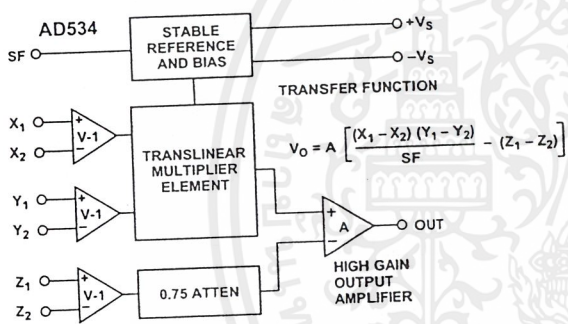 AD534
SF
STABLE
REFERENCE
AND BIAS
+VS
−VS
TRANSFER FUNCTION
VO = A [ (X1 − X2) (Y1 − Y2) / SF − (Z1 − Z2) ]
X1
X2
+
−
V-1
TRANSLINEAR
MULTIPLIER
ELEMENT
Y1
Y2
+
−
V-1
+
−
A
OUT
HIGH GAIN
OUTPUT
AMPLIFIER
Z1
Z2
+
−
V-1
0.75 ATTEN